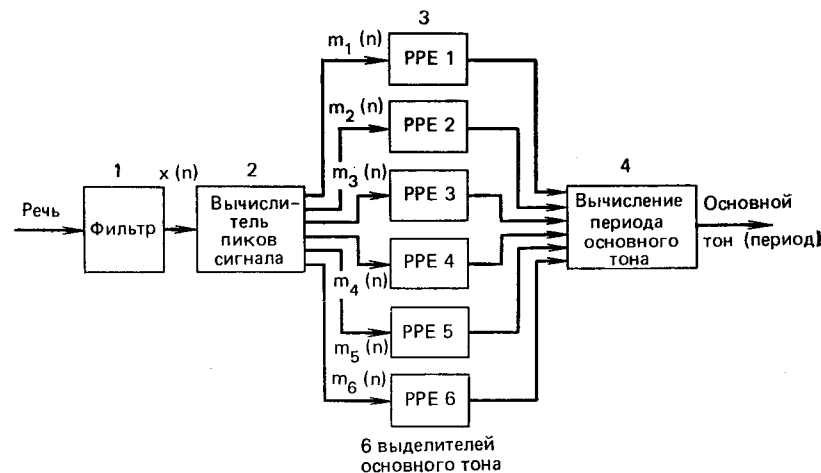 3
m₁ (n)
PPE 1
m₂ (n)
PPE 2
1
x (n)
2
m₃ (n)
4
Речь
Фильтр
Вычисли-
тель
пиков
сигнала
PPE 3
Вычисление
периода
основного
тона
Основной
тон (период)
PPE 4
m₄ (n)
PPE 5
m₅ (n)
m₆ (n)
PPE 6
6 выделителей
основного тона